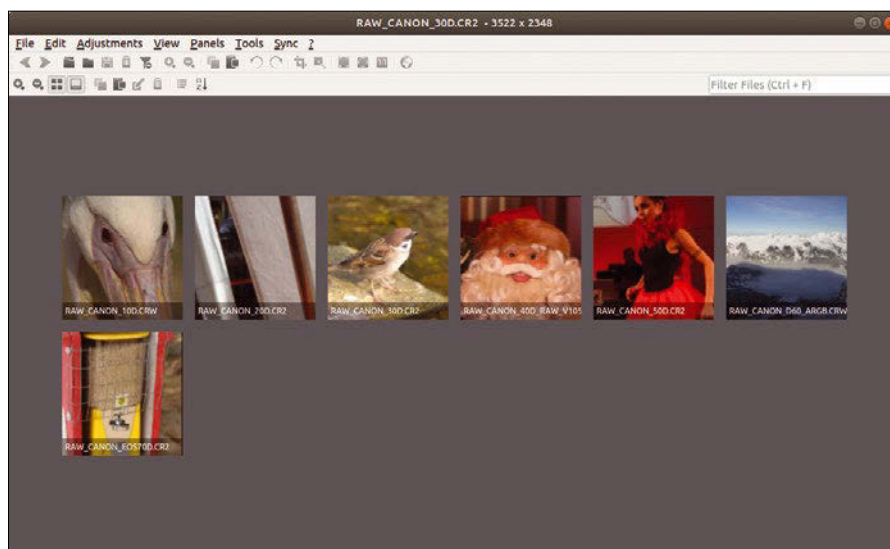 RAW_CANON_30D.CR2 - 3522 x 2348
File Edit Adjustments View Panels Tools Sync ?
Filter Files (Ctrl + F)
RAW_CANON_10D.CRW RAW_CANON_20D.CR2 RAW_CANON_30D.CR2 RAW_CANON_40D_RAW_V105 RAW_CANON_50D.CR2 RAW_CANON_D60_ARGB.CRW
RAW_CANON_EOS70D.CR2